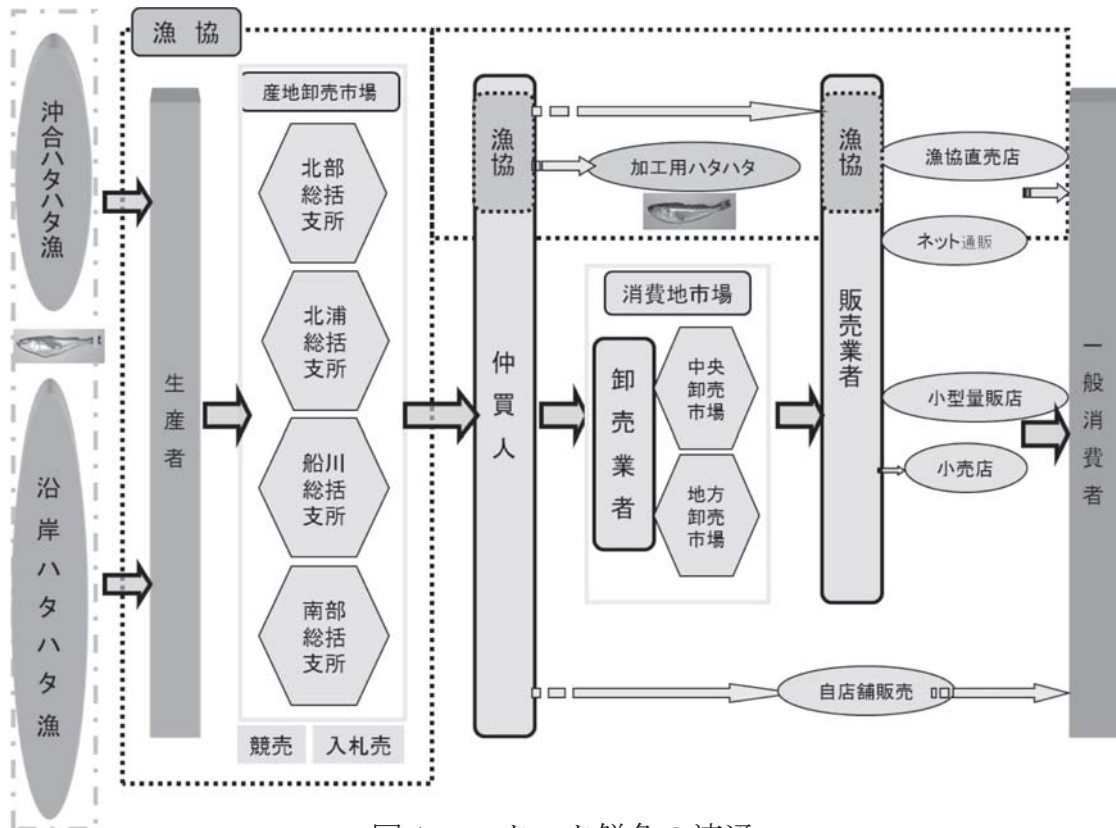 漁協
沖合ハタハタ漁
沿岸ハタハタ漁
生産者
産地卸売市場
北部
総括
支所
北浦
総括
支所
船川
総括
支所
南部
総括
支所
競売
入札売
漁協
仲買人
加工用ハタハタ
消費地市場
卸売業者
中央
卸売
市場
地方
卸売
市場
漁協
販売業者
漁協直売店
ネット通販
小型量販店
小売店
自店舗販売
一般消費者